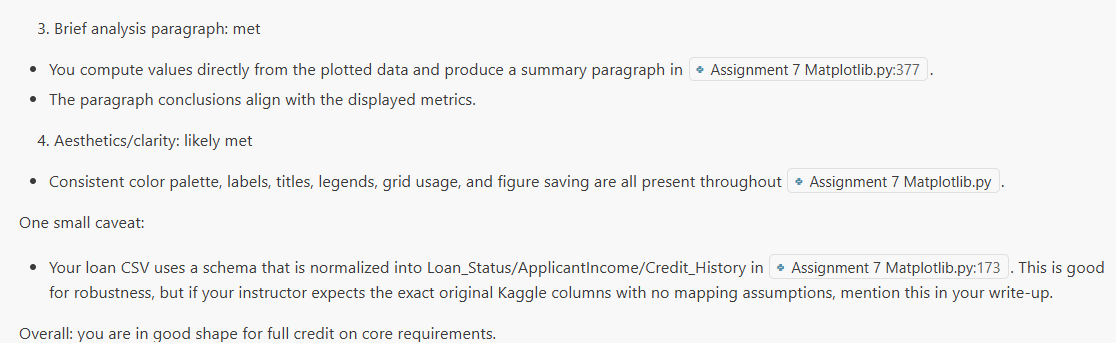 3. Brief analysis paragraph: met
• You compute values directly from the plotted data and produce a summary paragraph in Assignment 7 Matplotlib.py:377 .
• The paragraph conclusions align with the displayed metrics.
4. Aesthetics/clarity: likely met
• Consistent color palette, labels, titles, legends, grid usage, and figure saving are all present throughout Assignment 7 Matplotlib.py .
One small caveat:
• Your loan CSV uses a schema that is normalized into Loan_Status/ApplicantIncome/Credit_History in Assignment 7 Matplotlib.py:173 . This is good
for robustness, but if your instructor expects the exact original Kaggle columns with no mapping assumptions, mention this in your write-up.
Overall: you are in good shape for full credit on core requirements.